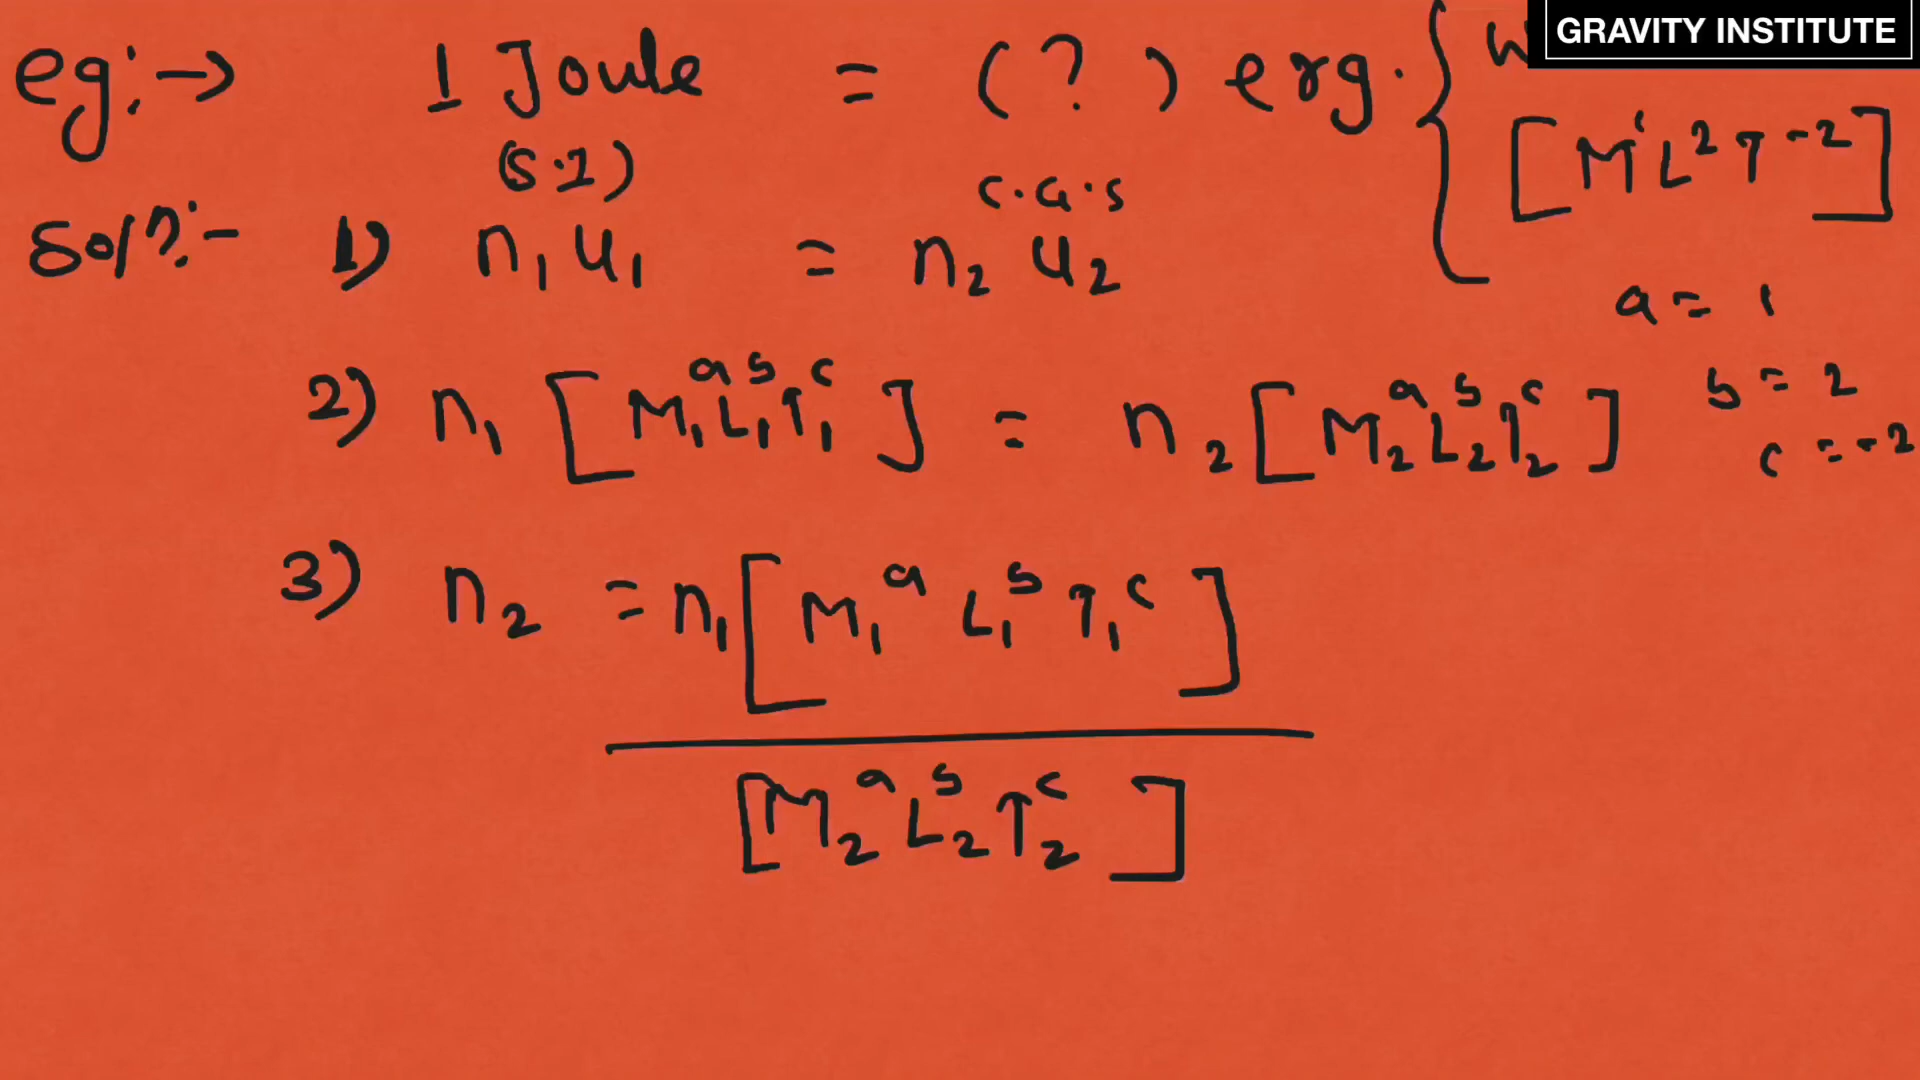 GRAVITY INSTITUTE
eg:→ 1 Joule = (?) erg.
(S.I) C.G.S
[M¹L²T⁻²]
Solⁿ:- 1) n₁u₁ = n₂u₂
a = 1
2) n₁[M₁ᵃL₁ᵇT₁ᶜ] = n₂[M₂ᵃL₂ᵇT₂ᶜ]
b = 2
c = -2
3) n₂ = n₁[M₁ᵃ L₁ᵇ T₁ᶜ]
[M₂ᵃL₂ᵇT₂ᶜ]